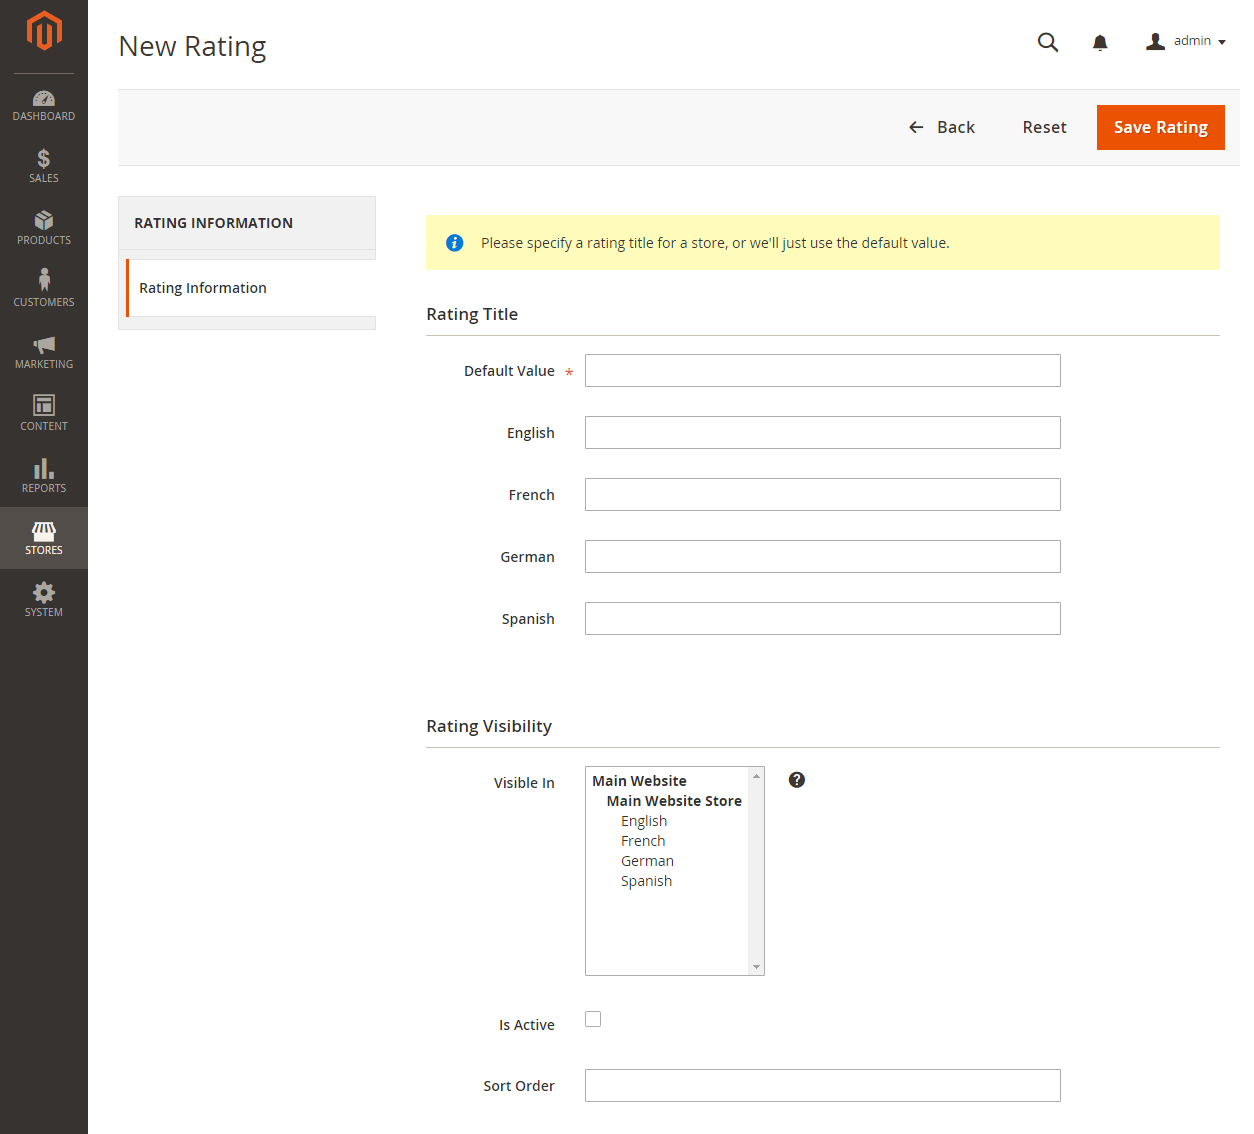 New Rating
admin
DASHBOARD
SALES
PRODUCTS
CUSTOMERS
MARKETING
CONTENT
REPORTS
STORES
SYSTEM
Back
Reset
Save Rating
RATING INFORMATION
Rating Information
Please specify a rating title for a store, or we'll just use the default value.
Rating Title
Default Value *
English
French
German
Spanish
Rating Visibility
Visible In
Main Website
Main Website Store
English
French
German
Spanish
Is Active
Sort Order